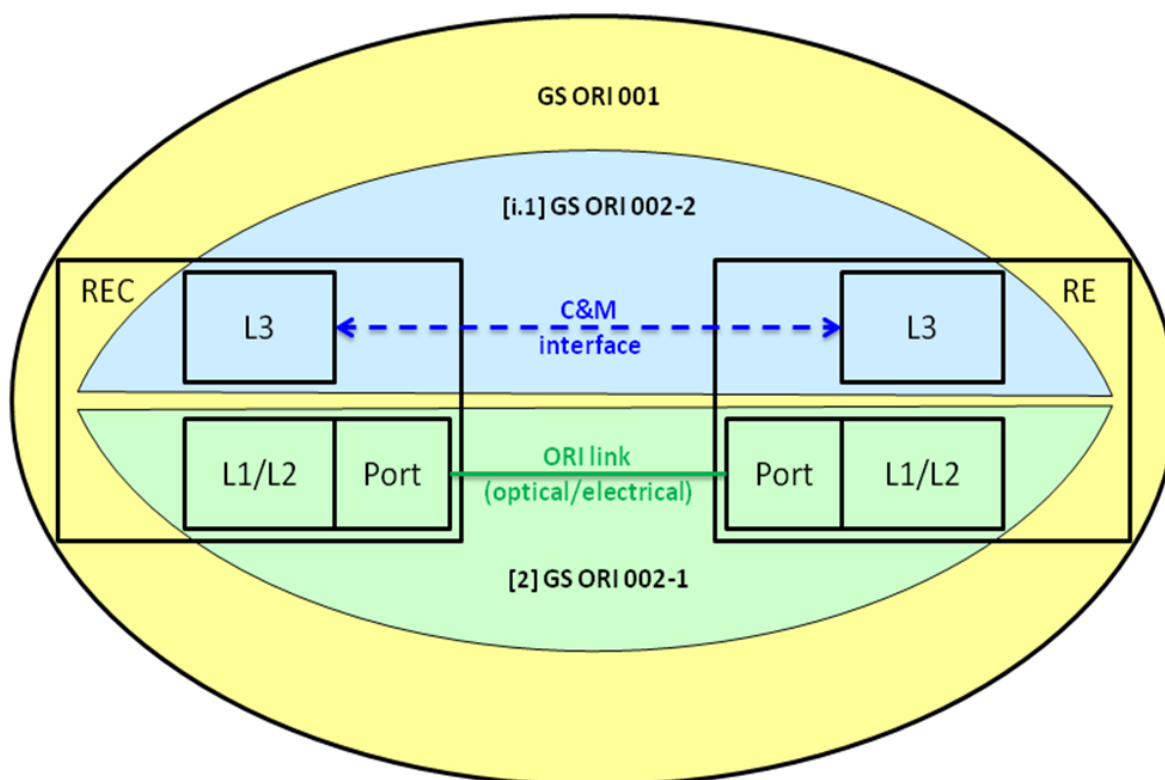 GS ORI 001
[i.1] GS ORI 002-2
REC
RE
L3
C&M
interface
L3
L1/L2
Port
ORI link
(optical/electrical)
Port
L1/L2
[2] GS ORI 002-1